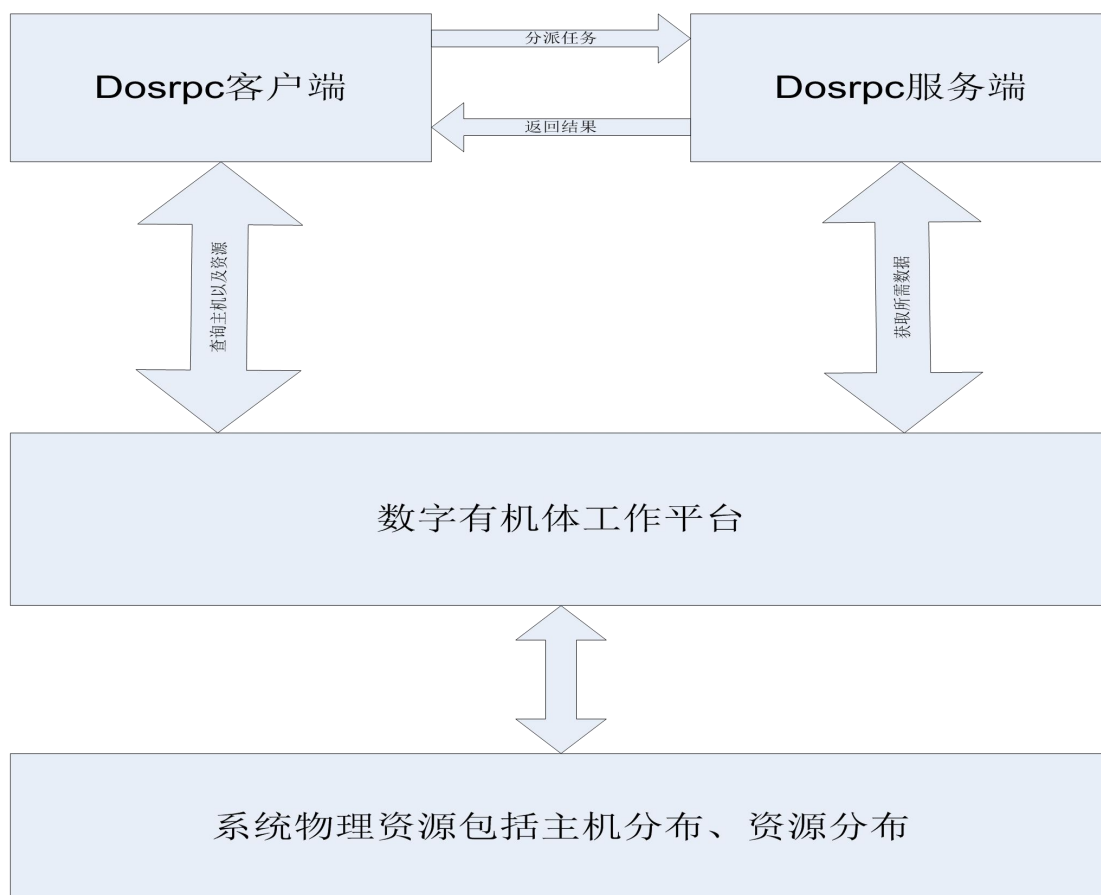 分派任务
Dosrpc客户端
Dosrpc服务端
返回结果
查询主机以及资源
获取所需数据
数字有机体工作平台
系统物理资源包括主机分布、资源分布